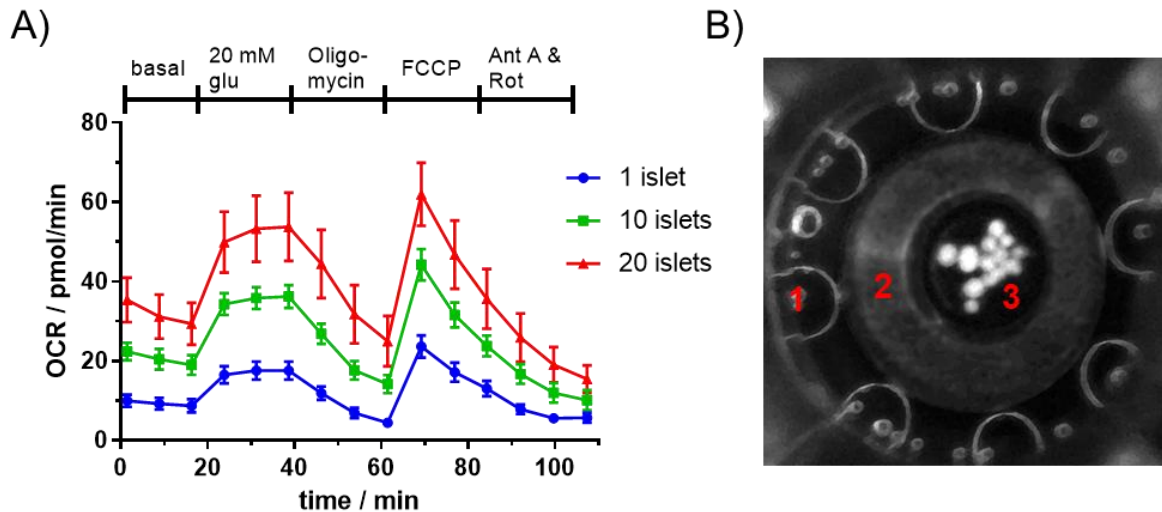 A)
B)
basal
20 mM
glu
Oligo-
mycin
FCCP
Ant A &
Rot
OCR / pmol/min
80
60
40
20
0
0 20 40 60 80 100
time / min
1 islet
10 islets
20 islets
1
2
3